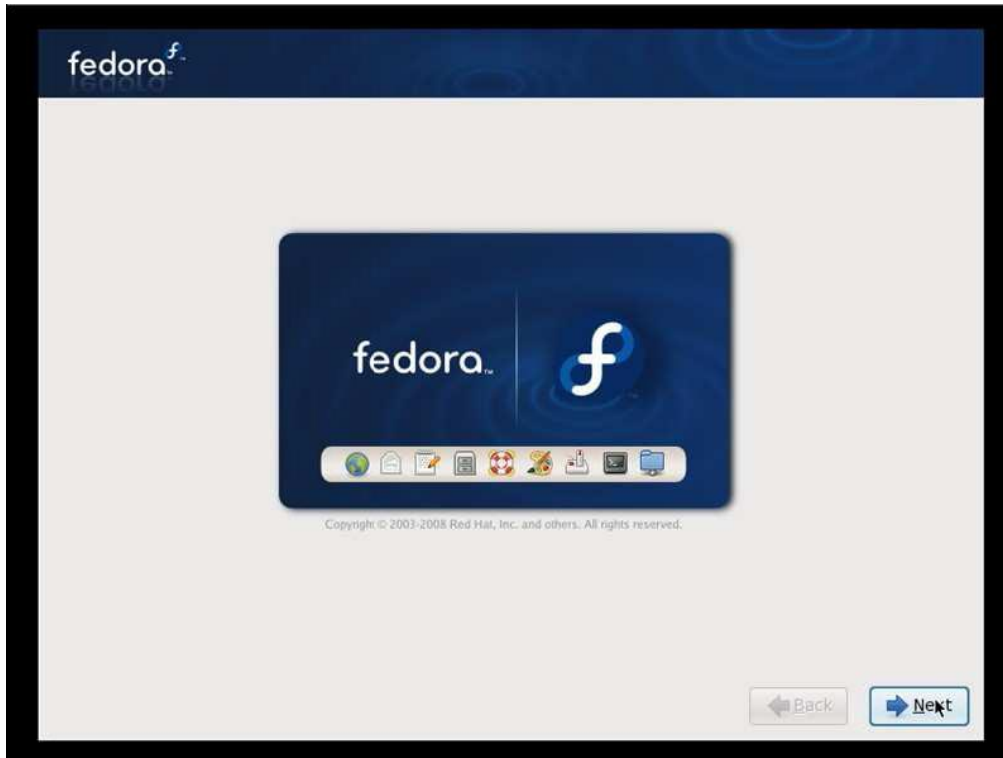 fedora
fedora
Copyright © 2003-2008 Red Hat, Inc. and others. All rights reserved.
Back
Next